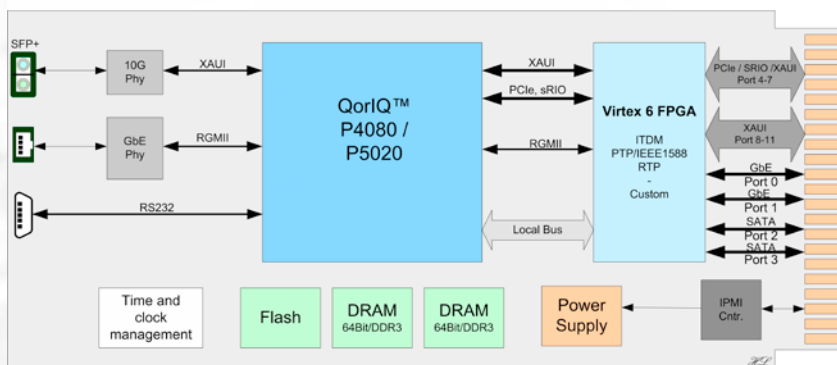 SFP+
10G
Phy
XAUI
QorIQ™
P4080 /
P5020
XAUI
PCIe, sRIO
Virtex 6 FPGA
PCIe / SRIO /XAUI
Port 4-7
GbE
Phy
RGMII
RGMII
ITDM
PTP/IEEE1588
RTP
-
Custom
XAUI
Port 8-11
GbE
Port 0
GbE
Port 1
SATA
Port 2
SATA
Port 3
RS232
Local Bus
Time and
clock
management
Flash
DRAM
64Bit/DDR3
DRAM
64Bit/DDR3
Power
Supply
IPMI
Cntr.